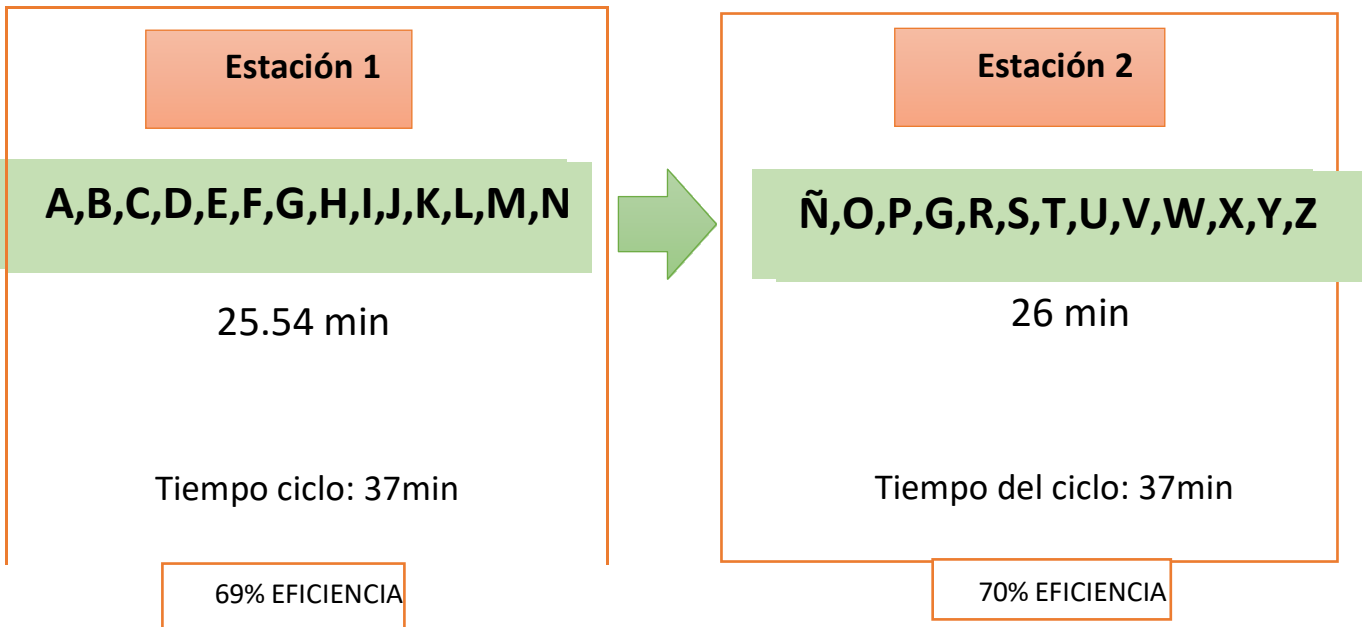 Estación 1
A,B,C,D,E,F,G,H,I,J,K,L,M,N
25.54 min
Tiempo ciclo: 37min
69% EFICIENCIA
Estación 2
Ñ,O,P,G,R,S,T,U,V,W,X,Y,Z
26 min
Tiempo del ciclo: 37min
70% EFICIENCIA